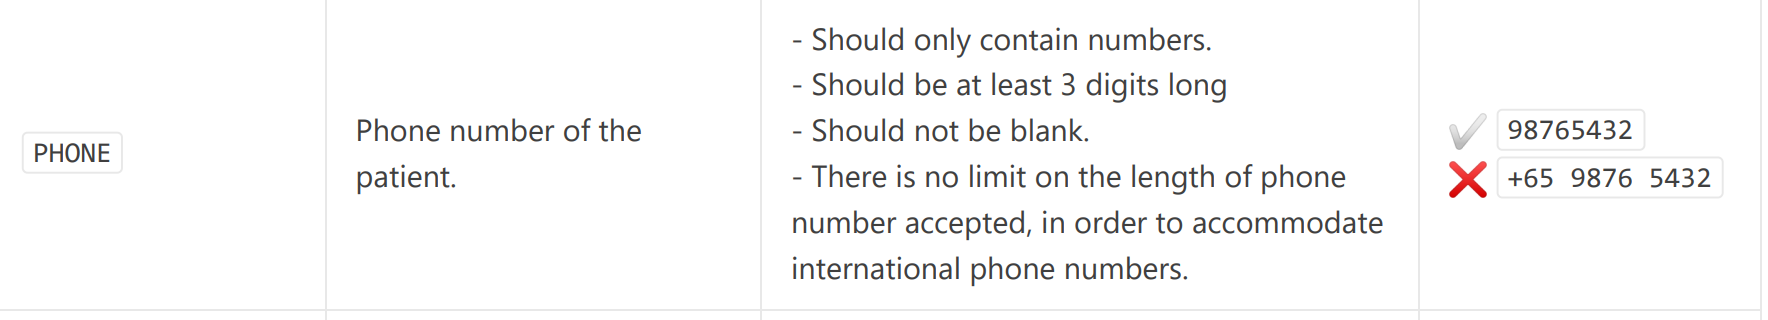 PHONE
Phone number of the
patient.
- Should only contain numbers.
- Should be at least 3 digits long
- Should not be blank.
- There is no limit on the length of phone
number accepted, in order to accommodate
international phone numbers.
98765432
+65 9876 5432